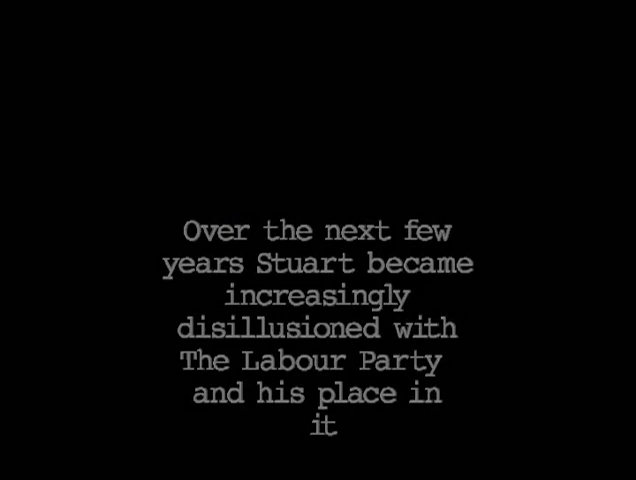 Over the next few
years Stuart became
increasingly
disillusioned with
The Labour Party
and his place in
it